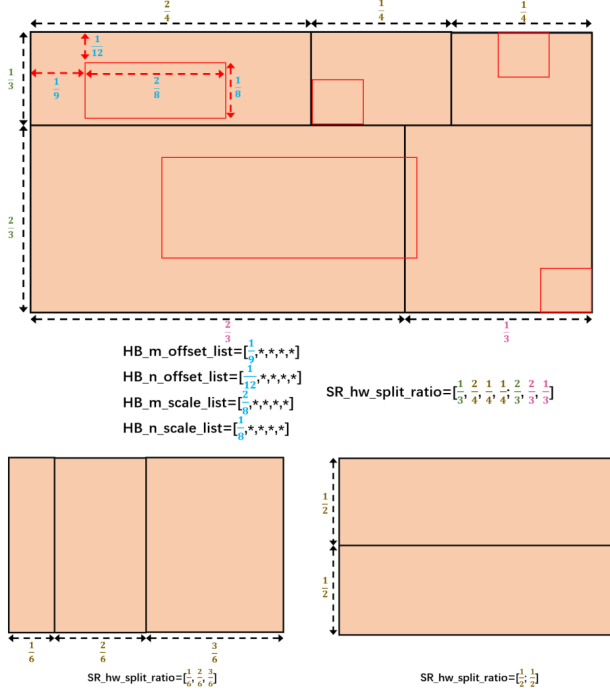 2/4 1/4 1/4
1/12
1/3
1/9 2/8 1/8
2/3
2/3 1/3
HB_m_offset_list=[1/9,*,*,*,*]
HB_n_offset_list=[1/12,*,*,*,*]
HB_m_scale_list=[2/8,*,*,*,*]
HB_n_scale_list=[1/8,*,*,*,*]
SR_hw_split_ratio=[1/3, 2/4, 1/4, 1/4; 2/3, 2/3, 1/3]
1/2
1/2
1/6 2/6 3/6
SR_hw_split_ratio=[1/6, 2/6, 3/6]
SR_hw_split_ratio=[1/2; 1/2]